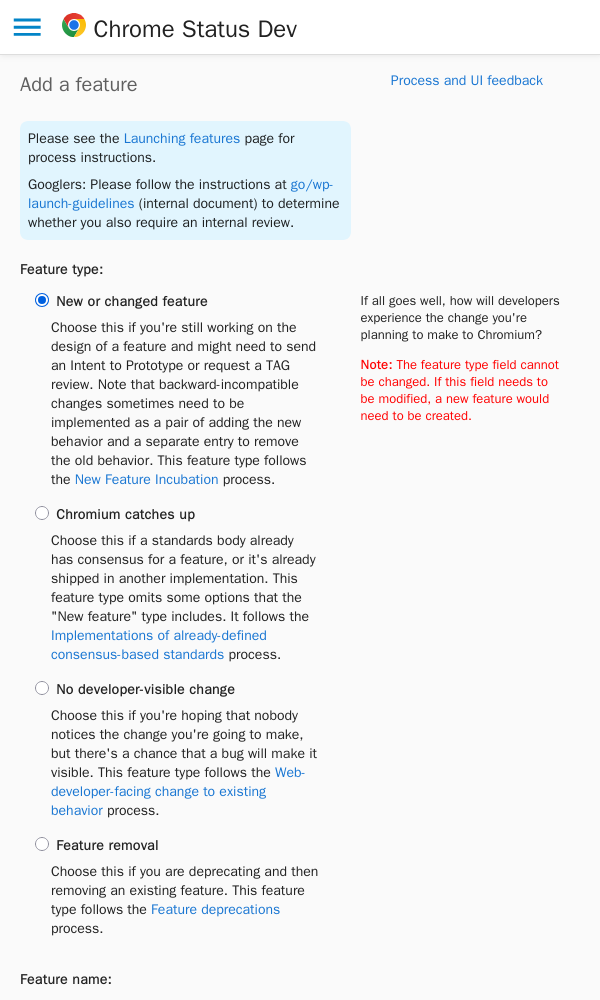 Chrome Status Dev
Add a feature
Process and UI feedback
Please see the Launching features page for
process instructions.
Googlers: Please follow the instructions at go/wp-
launch-guidelines (internal document) to determine
whether you also require an internal review.
Feature type:
New or changed feature
Choose this if you're still working on the
design of a feature and might need to send
an Intent to Prototype or request a TAG
review. Note that backward-incompatible
changes sometimes need to be
implemented as a pair of adding the new
behavior and a separate entry to remove
the old behavior. This feature type follows
the New Feature Incubation process.
If all goes well, how will developers
experience the change you're
planning to make to Chromium?
Note: The feature type field cannot
be changed. If this field needs to
be modified, a new feature would
need to be created.
Chromium catches up
Choose this if a standards body already
has consensus for a feature, or it's already
shipped in another implementation. This
feature type omits some options that the
"New feature" type includes. It follows the
Implementations of already-defined
consensus-based standards process.
No developer-visible change
Choose this if you're hoping that nobody
notices the change you're going to make,
but there's a chance that a bug will make it
visible. This feature type follows the Web-
developer-facing change to existing
behavior process.
Feature removal
Choose this if you are deprecating and then
removing an existing feature. This feature
type follows the Feature deprecations
process.
Feature name: